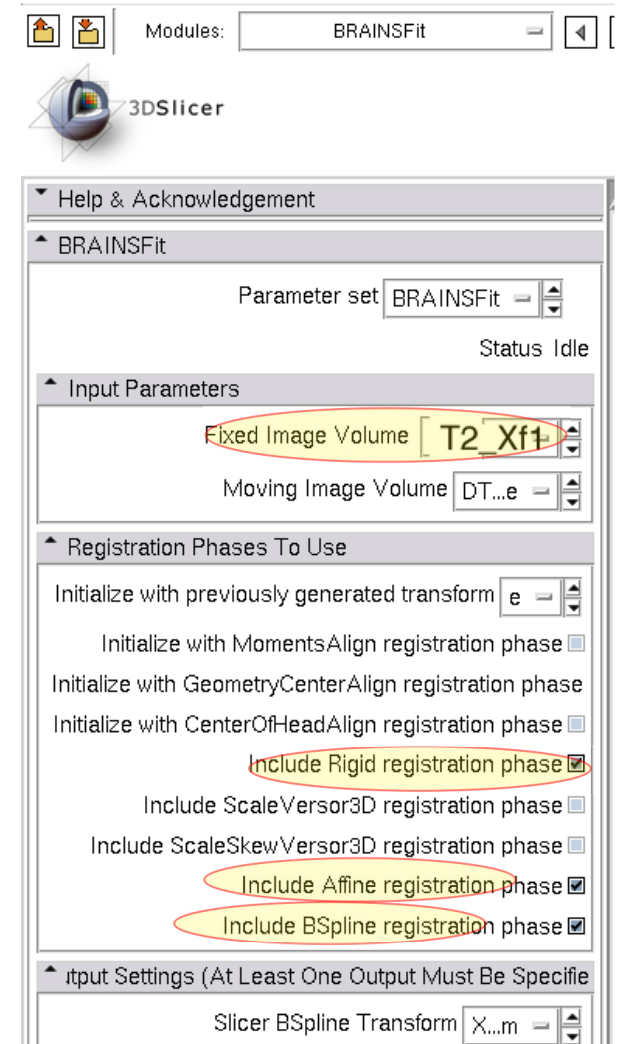 Modules: BRAINSFit
3DSlicer
Help & Acknowledgement
BRAINSFit
Parameter set BRAINSFit
Status Idle
Input Parameters
Fixed Image Volume T2_Xf1
Moving Image Volume DT...e
Registration Phases To Use
Initialize with previously generated transform e
Initialize with MomentsAlign registration phase
Initialize with GeometryCenterAlign registration phase
Initialize with CenterOfHeadAlign registration phase
Include Rigid registration phase
Include ScaleVersor3D registration phase
Include ScaleSkewVersor3D registration phase
Include Affine registration phase
Include BSpline registration phase
tput Settings (At Least One Output Must Be Specifie
Slicer BSpline Transform X...m